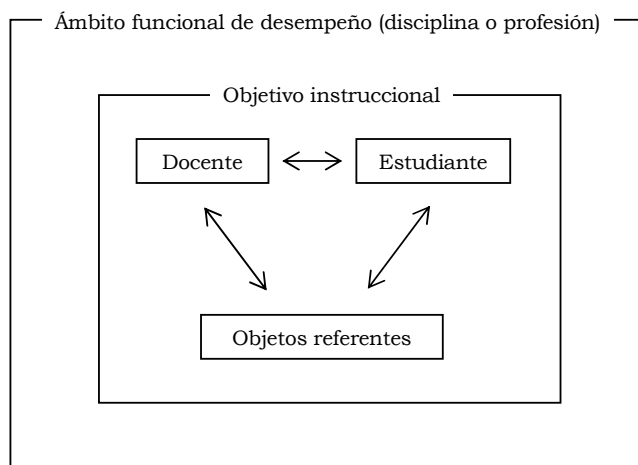 Ámbito funcional de desempeño (disciplina o profesión)
Objetivo instruccional
Docente
Estudiante
Objetos referentes